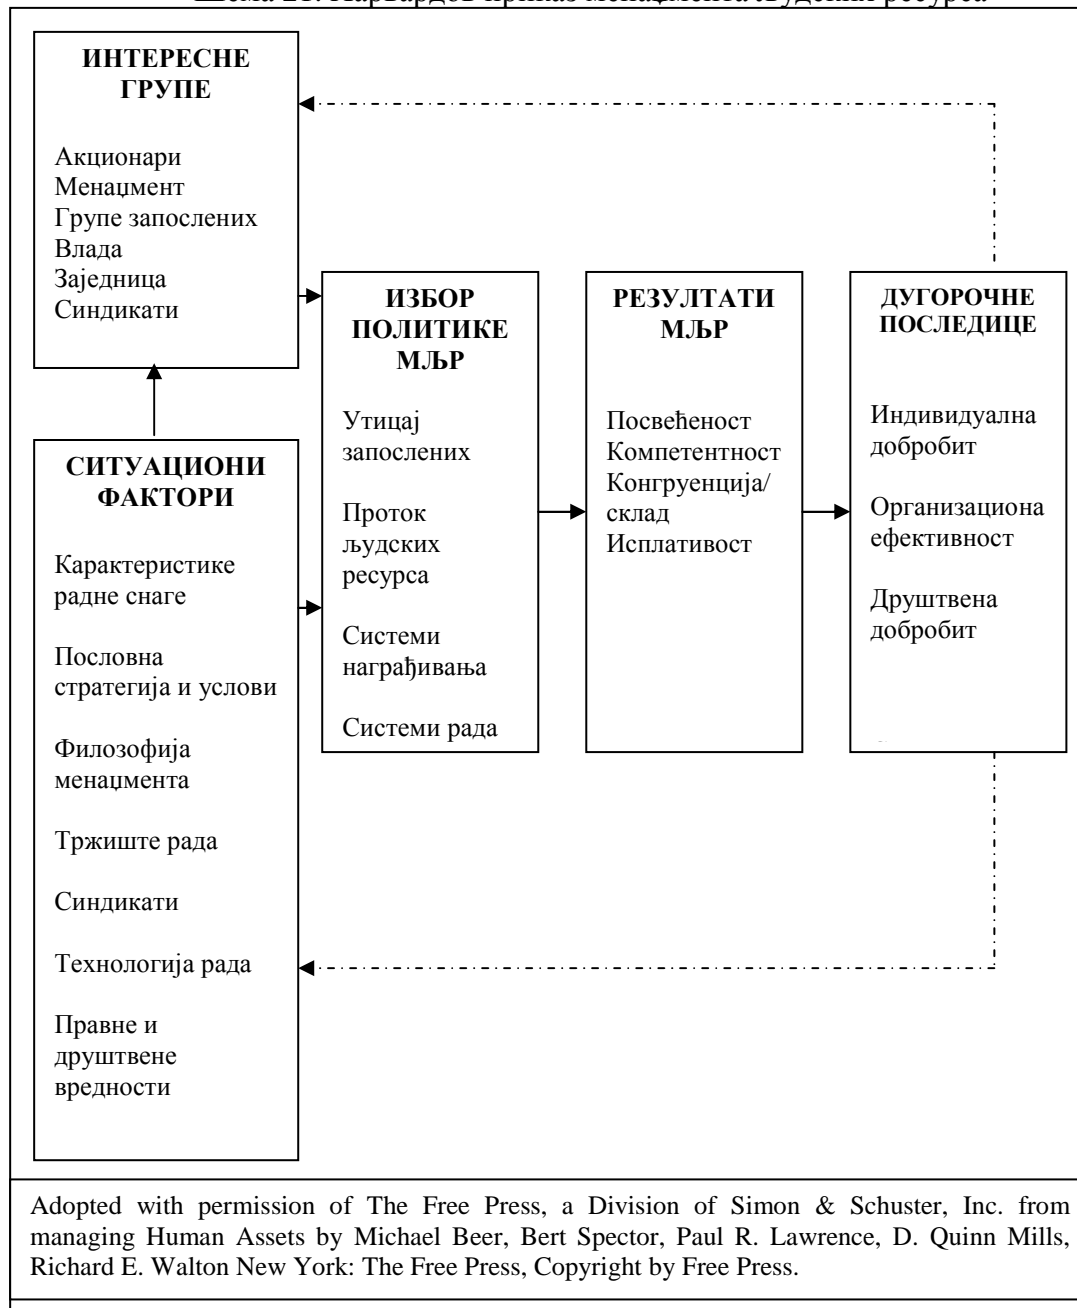 ИНТЕРЕСНЕ
ГРУПЕ
Акционари
Менаџмент
Групе запослених
Влада
Заједница
Синдикати
СИТУАЦИОНИ
ФАКТОРИ
Карактеристике
радне снаге
Пословна
стратегија и услови
Филозофија
менаџмента
Тржиште рада
Синдикати
Технологија рада
Правне и
друштвене
вредности
ИЗБОР
ПОЛИТИКЕ
МЉР
Утицај
запослених
Проток
људских
ресурса
Системи
награђивања
Системи рада
РЕЗУЛТАТИ
МЉР
Посвећеност
Компетентност
Конгруенција/
склад
Исплативост
ДУГОРОЧНЕ
ПОСЛЕДИЦЕ
Индивидуална
добробит
Организациона
ефективност
Друштвена
добробит
Adopted with permission of The Free Press, a Division of Simon & Schuster, Inc. from
managing Human Assets by Michael Beer, Bert Spector, Paul R. Lawrence, D. Quinn Mills,
Richard E. Walton New York: The Free Press, Copyright by Free Press.